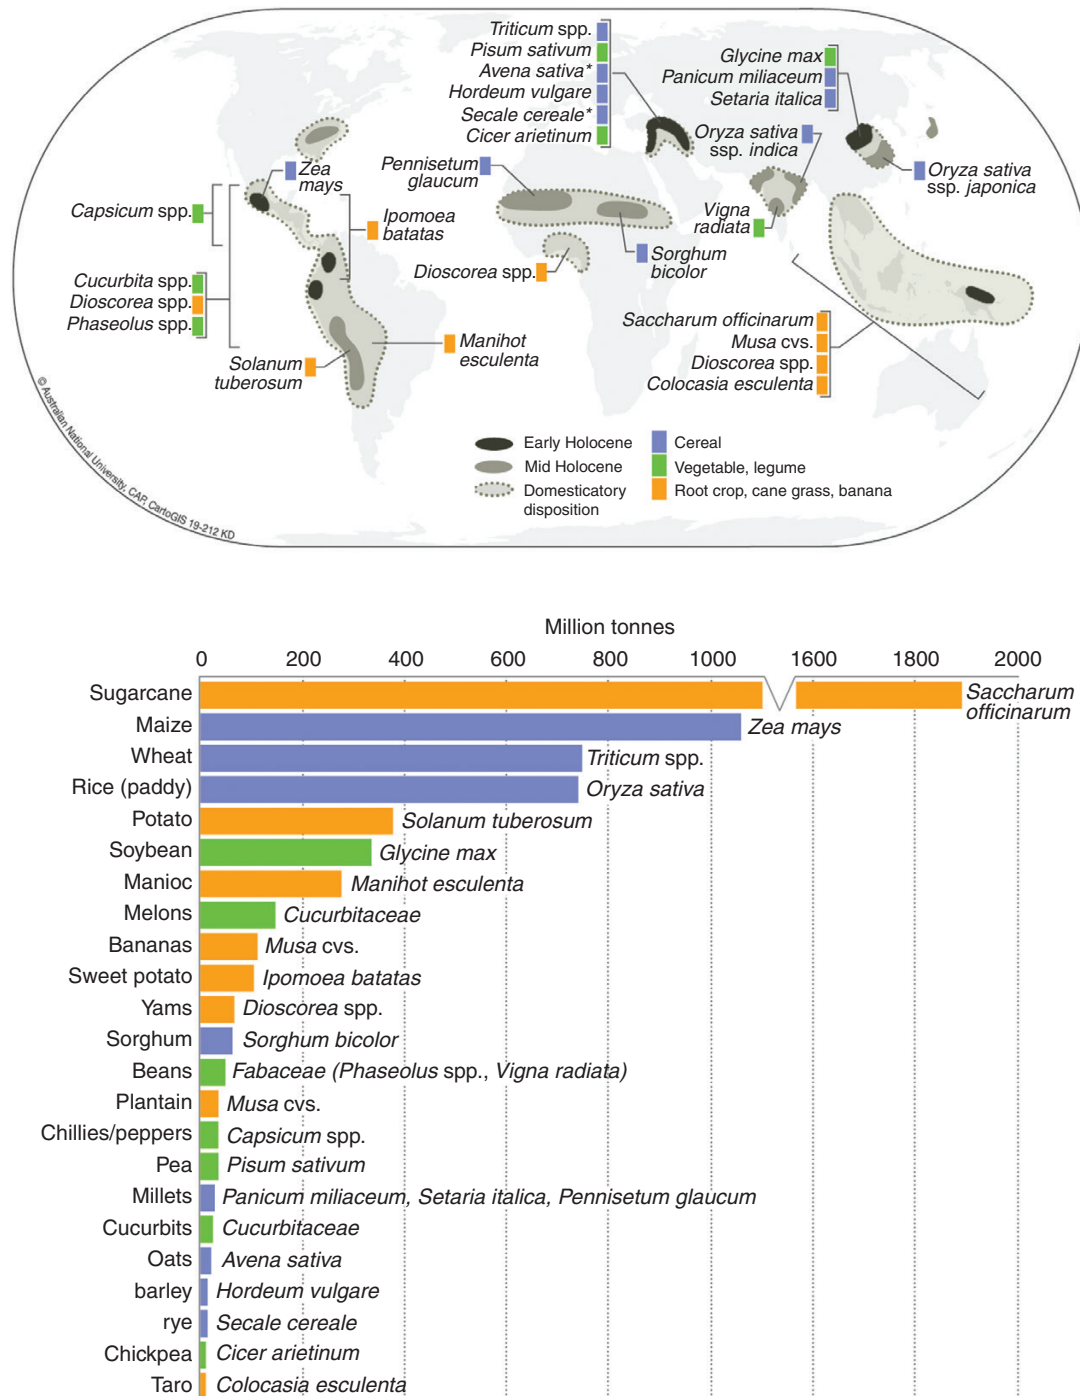 Triticum spp.
Pisum sativum
Avena sativa*
Hordeum vulgare
Secale cereale*
Cicer arietinum
Glycine max
Panicum miliaceum
Setaria italica
Oryza sativa
ssp. indica
Oryza sativa
ssp. japonica
Zea
mays
Pennisetum
glaucum
Capsicum spp.
Ipomoea
batatas
Vigna
radiata
Sorghum
bicolor
Dioscorea spp.
Cucurbita spp.
Dioscorea spp.
Phaseolus spp.
Saccharum officinarum
Musa cvs.
Dioscorea spp.
Colocasia esculenta
Manihot
esculenta
Solanum
tuberosum
Early Holocene
Mid Holocene
Domesticatory
disposition
Cereal
Vegetable, legume
Root crop, cane grass, banana
© Australian National University, CAP, CartoGIS 19-212 KD
Million tonnes
0 200 400 600 800 1000 1600 1800 2000
Sugarcane Saccharum
officinarum
Maize Zea mays
Wheat Triticum spp.
Rice (paddy) Oryza sativa
Potato Solanum tuberosum
Soybean Glycine max
Manioc Manihot esculenta
Melons Cucurbitaceae
Bananas Musa cvs.
Sweet potato Ipomoea batatas
Yams Dioscorea spp.
Sorghum Sorghum bicolor
Beans Fabaceae (Phaseolus spp., Vigna radiata)
Plantain Musa cvs.
Chillies/peppers Capsicum spp.
Pea Pisum sativum
Millets Panicum miliaceum, Setaria italica, Pennisetum glaucum
Cucurbits Cucurbitaceae
Oats Avena sativa
barley Hordeum vulgare
rye Secale cereale
Chickpea Cicer arietinum
Taro Colocasia esculenta